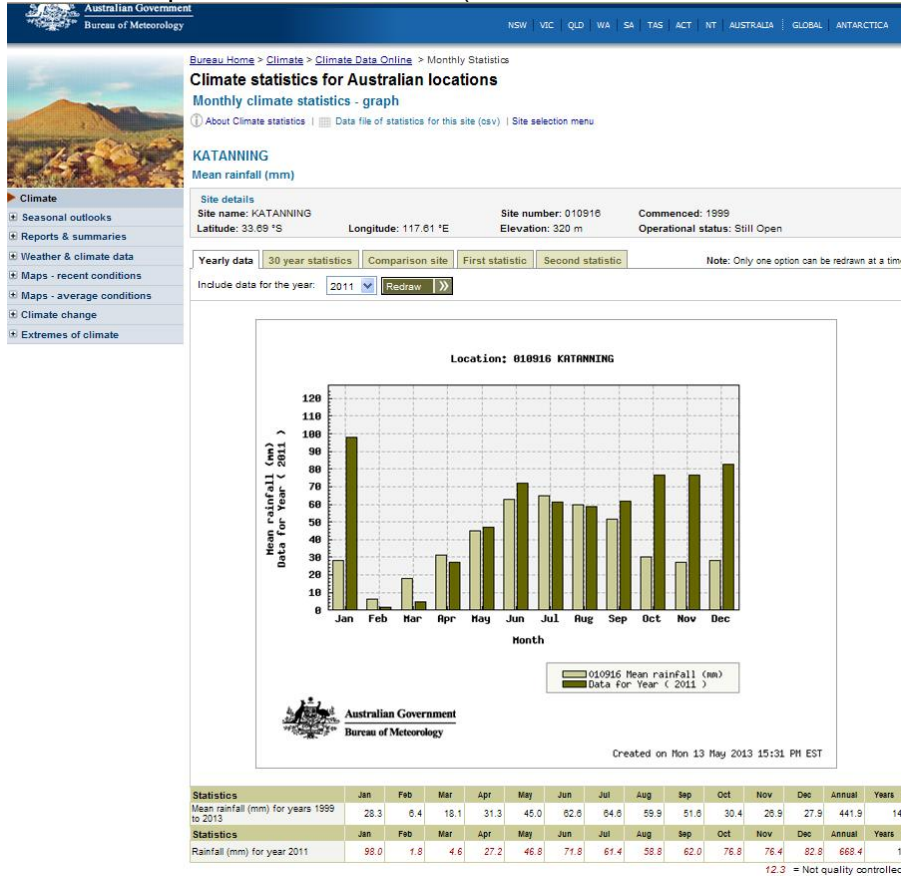 Australian Government
Bureau of Meteorology
NSW | VIC | QLD | WA | SA | TAS | ACT | NT | AUSTRALIA | GLOBAL | ANTARCTICA
Bureau Home > Climate > Climate Data Online > Monthly Statistics
Climate statistics for Australian locations
Monthly climate statistics - graph
About Climate statistics | Data file of statistics for this site (csv) | Site selection menu
KATANNING
Mean rainfall (mm)
Climate
Seasonal outlooks
Reports & summaries
Weather & climate data
Maps - recent conditions
Maps - average conditions
Climate change
Extremes of climate
Site details
Site name: KATANNING Site number: 010916 Commenced: 1999
Latitude: 33.69 °S Longitude: 117.61 °E Elevation: 320 m Operational status: Still Open
Yearly data 30 year statistics Comparison site First statistic Second statistic Note: Only one option can be redrawn at a time
Include data for the year: 2011 Redraw
Location: 010916 KATANNING
120
110
100
90
80
70
60
50
40
30
20
10
0
Mean rainfall (mm)
Data for Year ( 2011 )
Jan Feb Mar Apr May Jun Jul Aug Sep Oct Nov Dec
Month
010916 Mean rainfall (mm)
Data for Year ( 2011 )
Australian Government
Bureau of Meteorology
Created on Mon 13 May 2013 15:31 PM EST
Statistics Jan Feb Mar Apr May Jun Jul Aug Sep Oct Nov Dec Annual Years
Mean rainfall (mm) for years 1999
to 2013 28.3 6.4 18.1 31.3 45.0 62.6 64.6 59.9 51.6 30.4 26.9 27.9 441.9 14
Statistics Jan Feb Mar Apr May Jun Jul Aug Sep Oct Nov Dec Annual Years
Rainfall (mm) for year 2011 98.0 1.8 4.6 27.2 46.8 71.8 61.4 58.8 62.0 76.8 76.4 82.8 668.4 1
12.3 = Not quality controlled